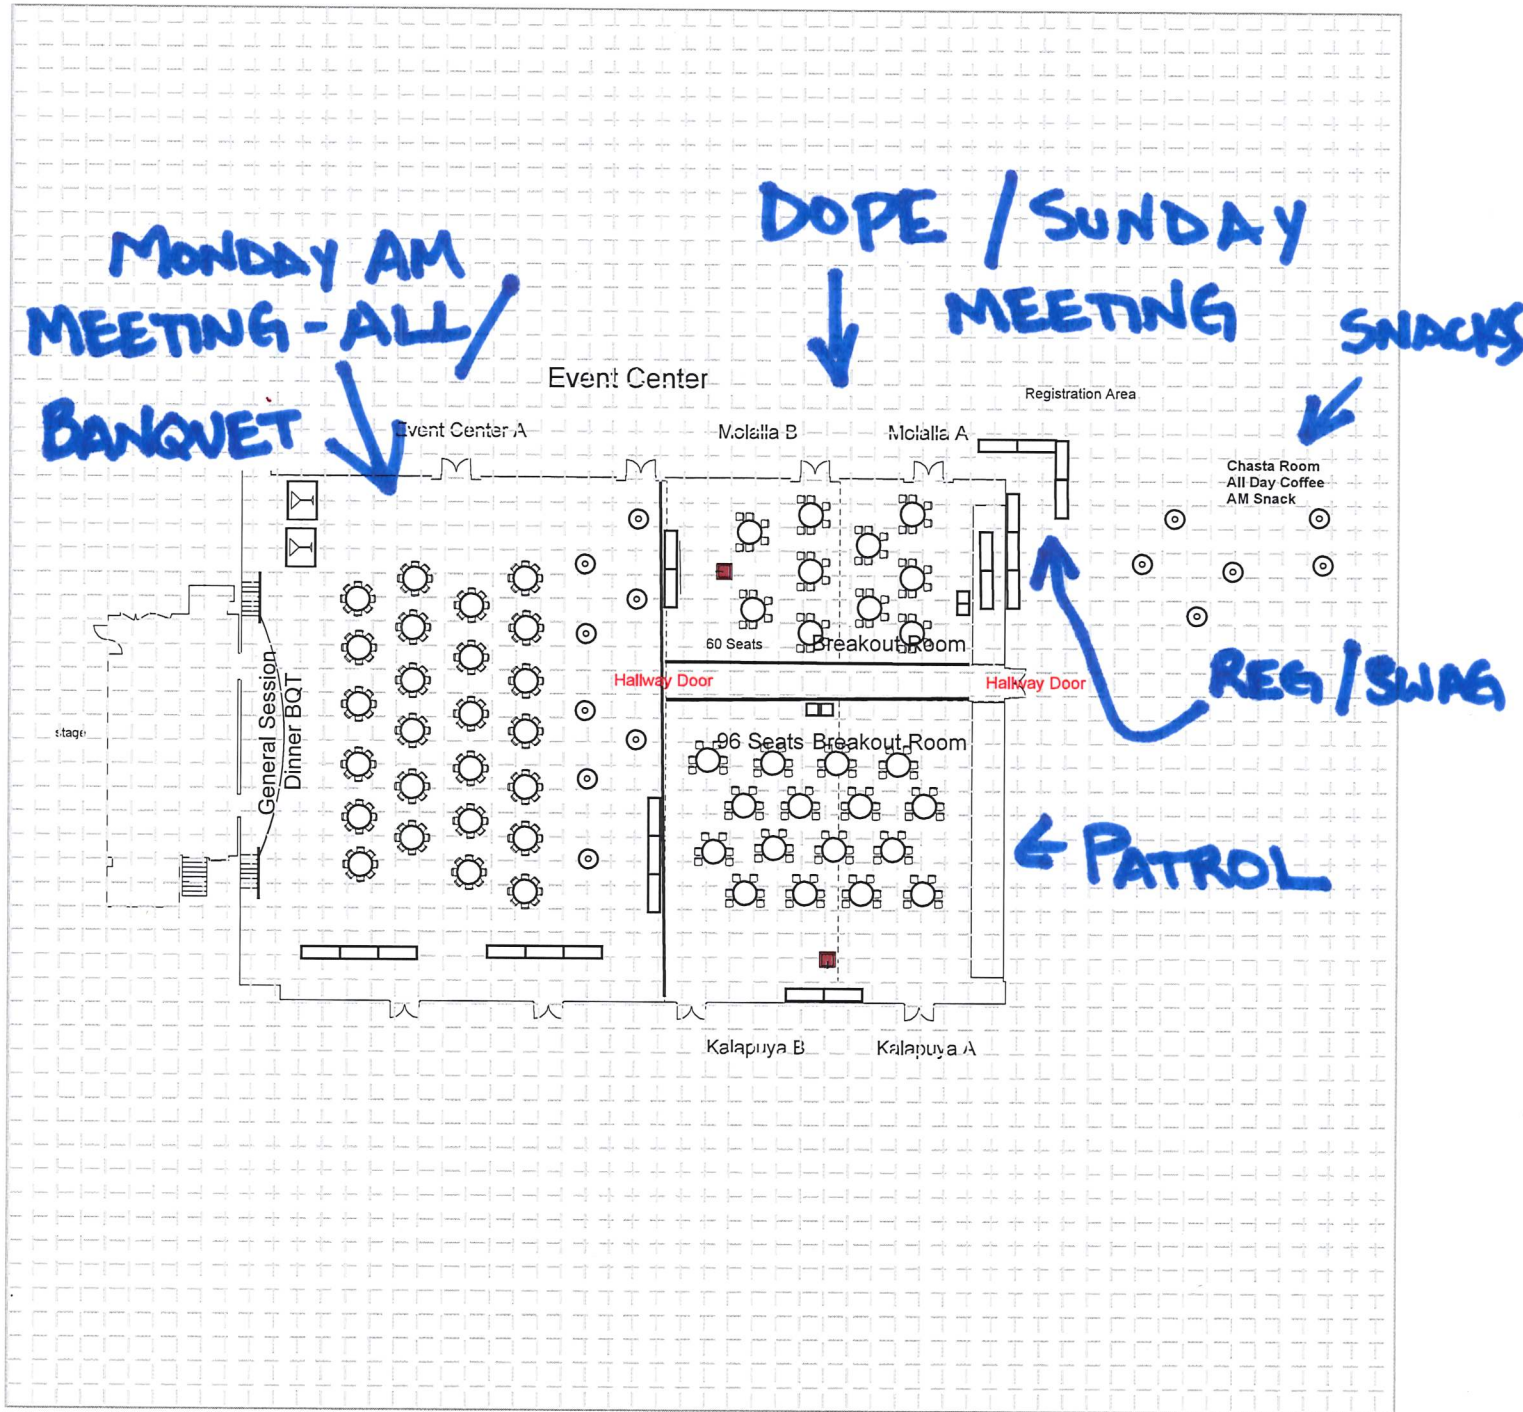 MONDAY AM
MEETING - ALL /
BANQUET
DOPE / SUNDAY
MEETING
SNACKS
Event Center
Registration Area
Event Center A
Molalla B
Molalla A
Chasta Room
All Day Coffee
AM Snack
60 Seats
Breakout Room
Hallway Door
Hallway Door
REG / SWAG
stage
General Session
Dinner BQT
96 Seats Breakout Room
← PATROL
Kalapuya B
Kalapuya A